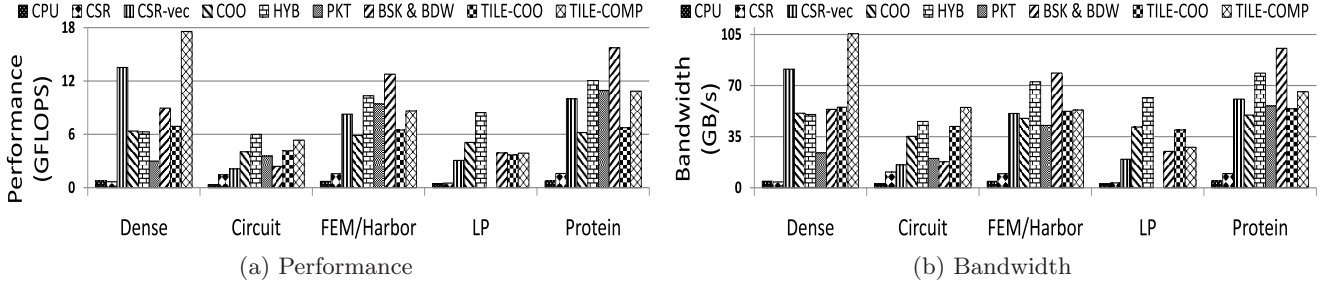 CPU CSR CSR-vec COO HYB PKT BSK & BDW TILE-COO TILE-COMP
18
12
6
0
Performance
(GFLOPS)
Dense Circuit FEM/Harbor LP Protein
(a) Performance
CPU CSR CSR-vec COO HYB PKT BSK & BDW TILE-COO TILE-COMP
105
70
35
0
Bandwidth
(GB/s)
Dense Circuit FEM/Harbor LP Protein
(b) Bandwidth